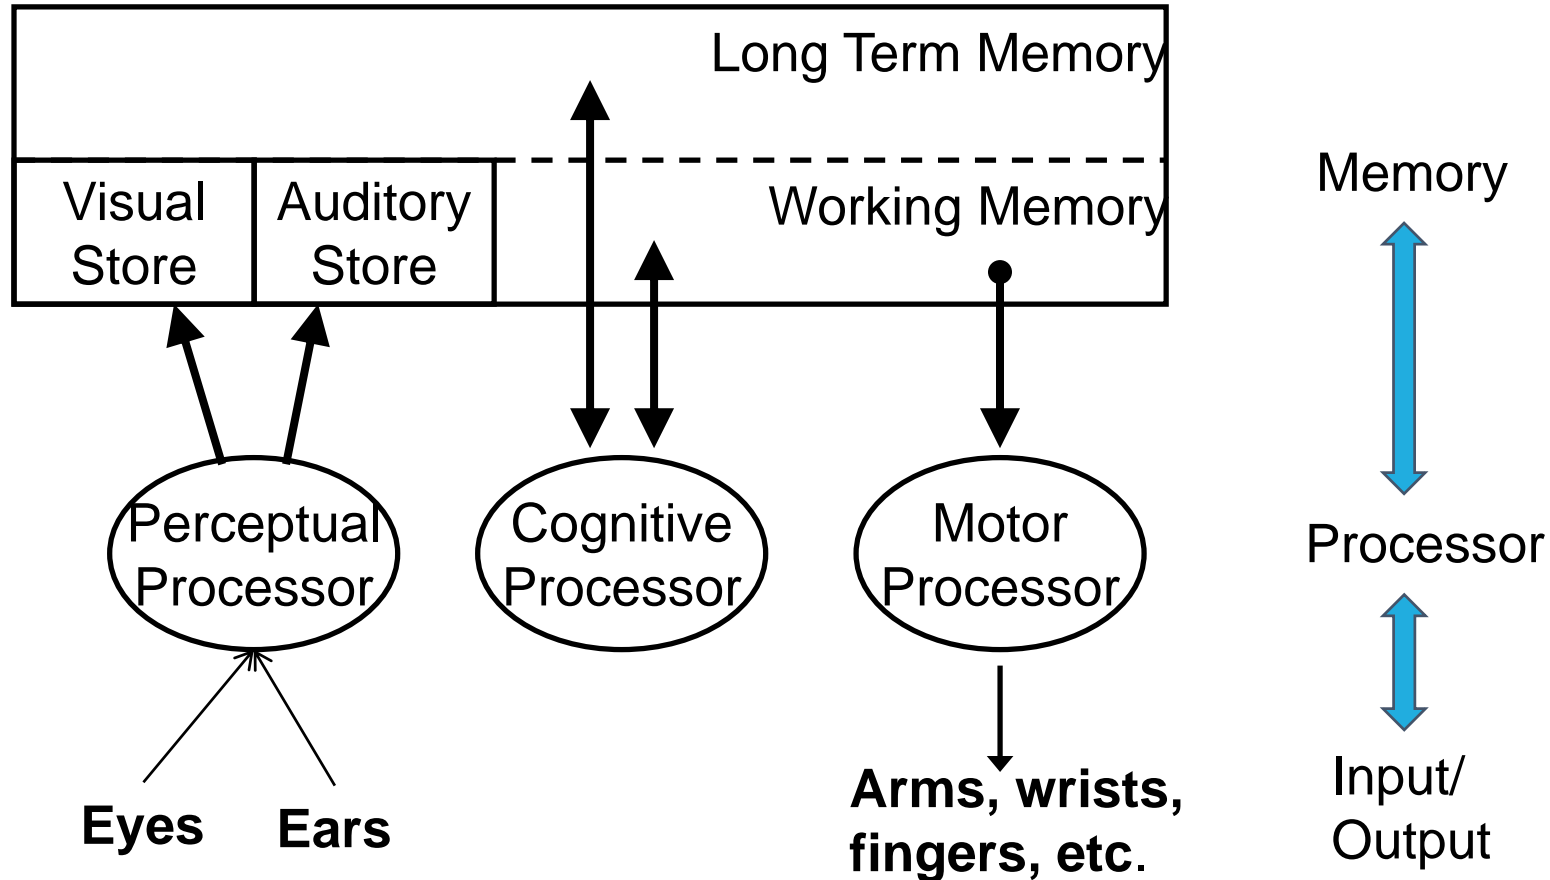 Long Term Memory
Visual
Store
Auditory
Store
Working Memory
Memory
Perceptual
Processor
Cognitive
Processor
Motor
Processor
Processor
Eyes
Ears
Arms, wrists,
fingers, etc.
Input/
Output